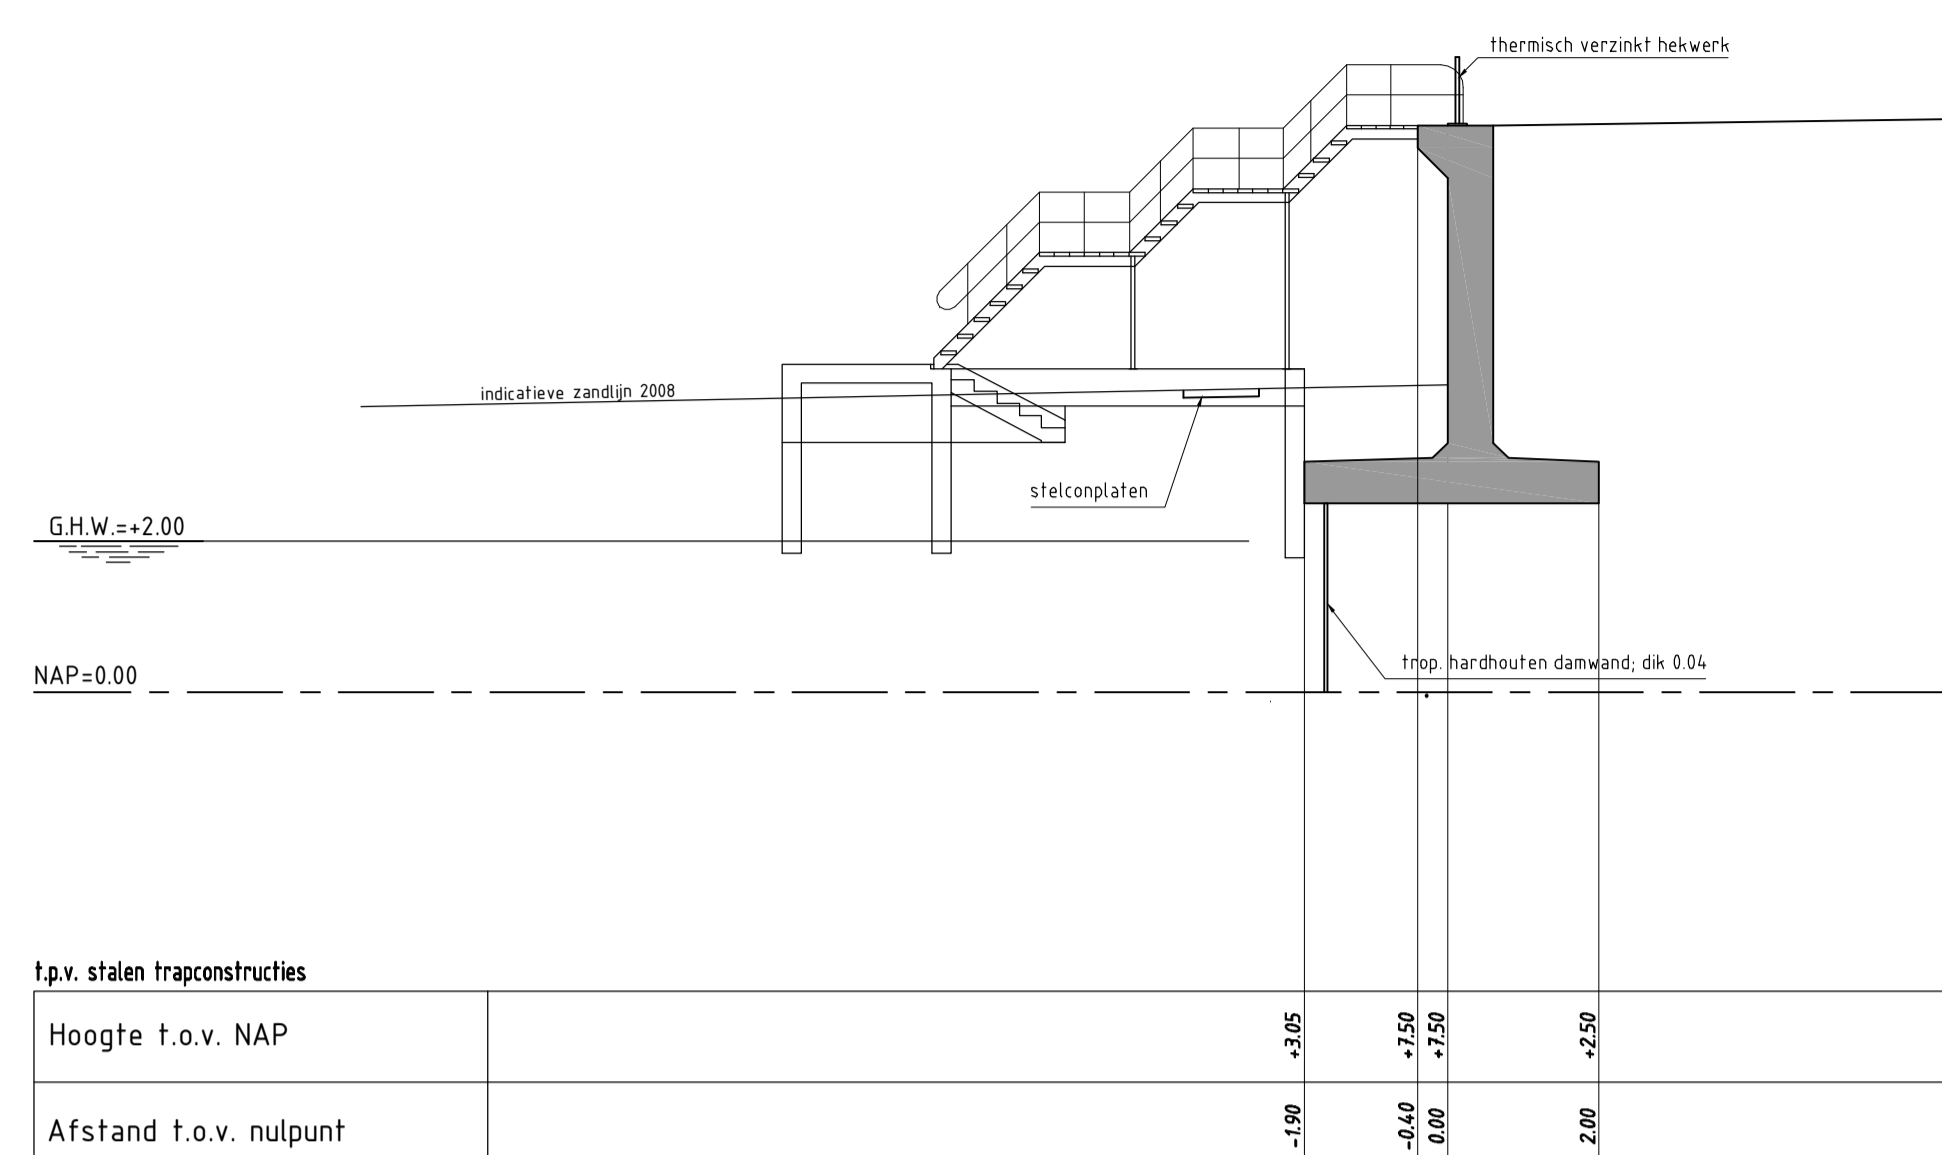 thermisch verzinkt hekwerk
indicatieve zandlijn 2008
stelconplaten
G.H.W.=+2.00
trop. hardhouten damwand; dik 0.04
NAP=0.00
t.p.v. stalen trapconstructies
Hoogte t.o.v. NAP +3.05 +7.50 +7.50 +2.50
Afstand t.o.v. nulpunt -1.90 -0.40 0.00 2.00